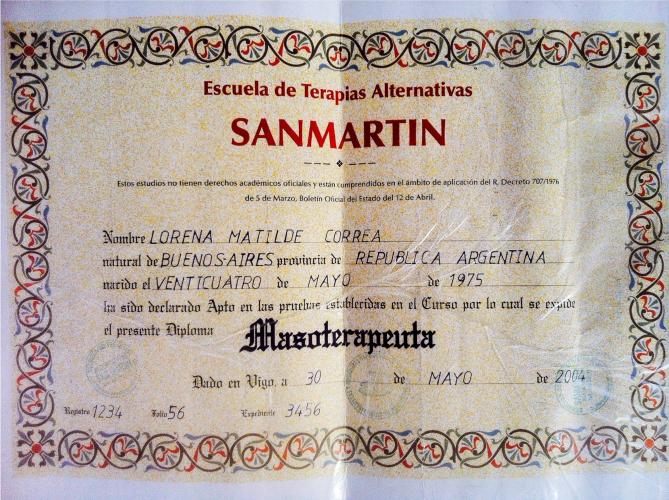 Escuela de Terapias Alternativas
SANMARTIN
Estos estudios no tienen derechos académicos oficiales y están comprendidos en el ámbito de aplicación del R. Decreto 707/1976
de 5 de Marzo, Boletín Oficial del Estado del 12 de Abril.
Nombre LORENA MATILDE CORREA
natural de BUENOS-AIRES provincia de REPUBLICA ARGENTINA
nacido el VENTICUATRO de MAYO de 1975
ha sido declarado Apto en las pruebas establecidas en el Curso por lo cual se expide
el presente Diploma Masoterapeuta
Dado en Vigo, a 30 de MAYO de 2004
Registro 1234 Folio 56 Expediente 3456